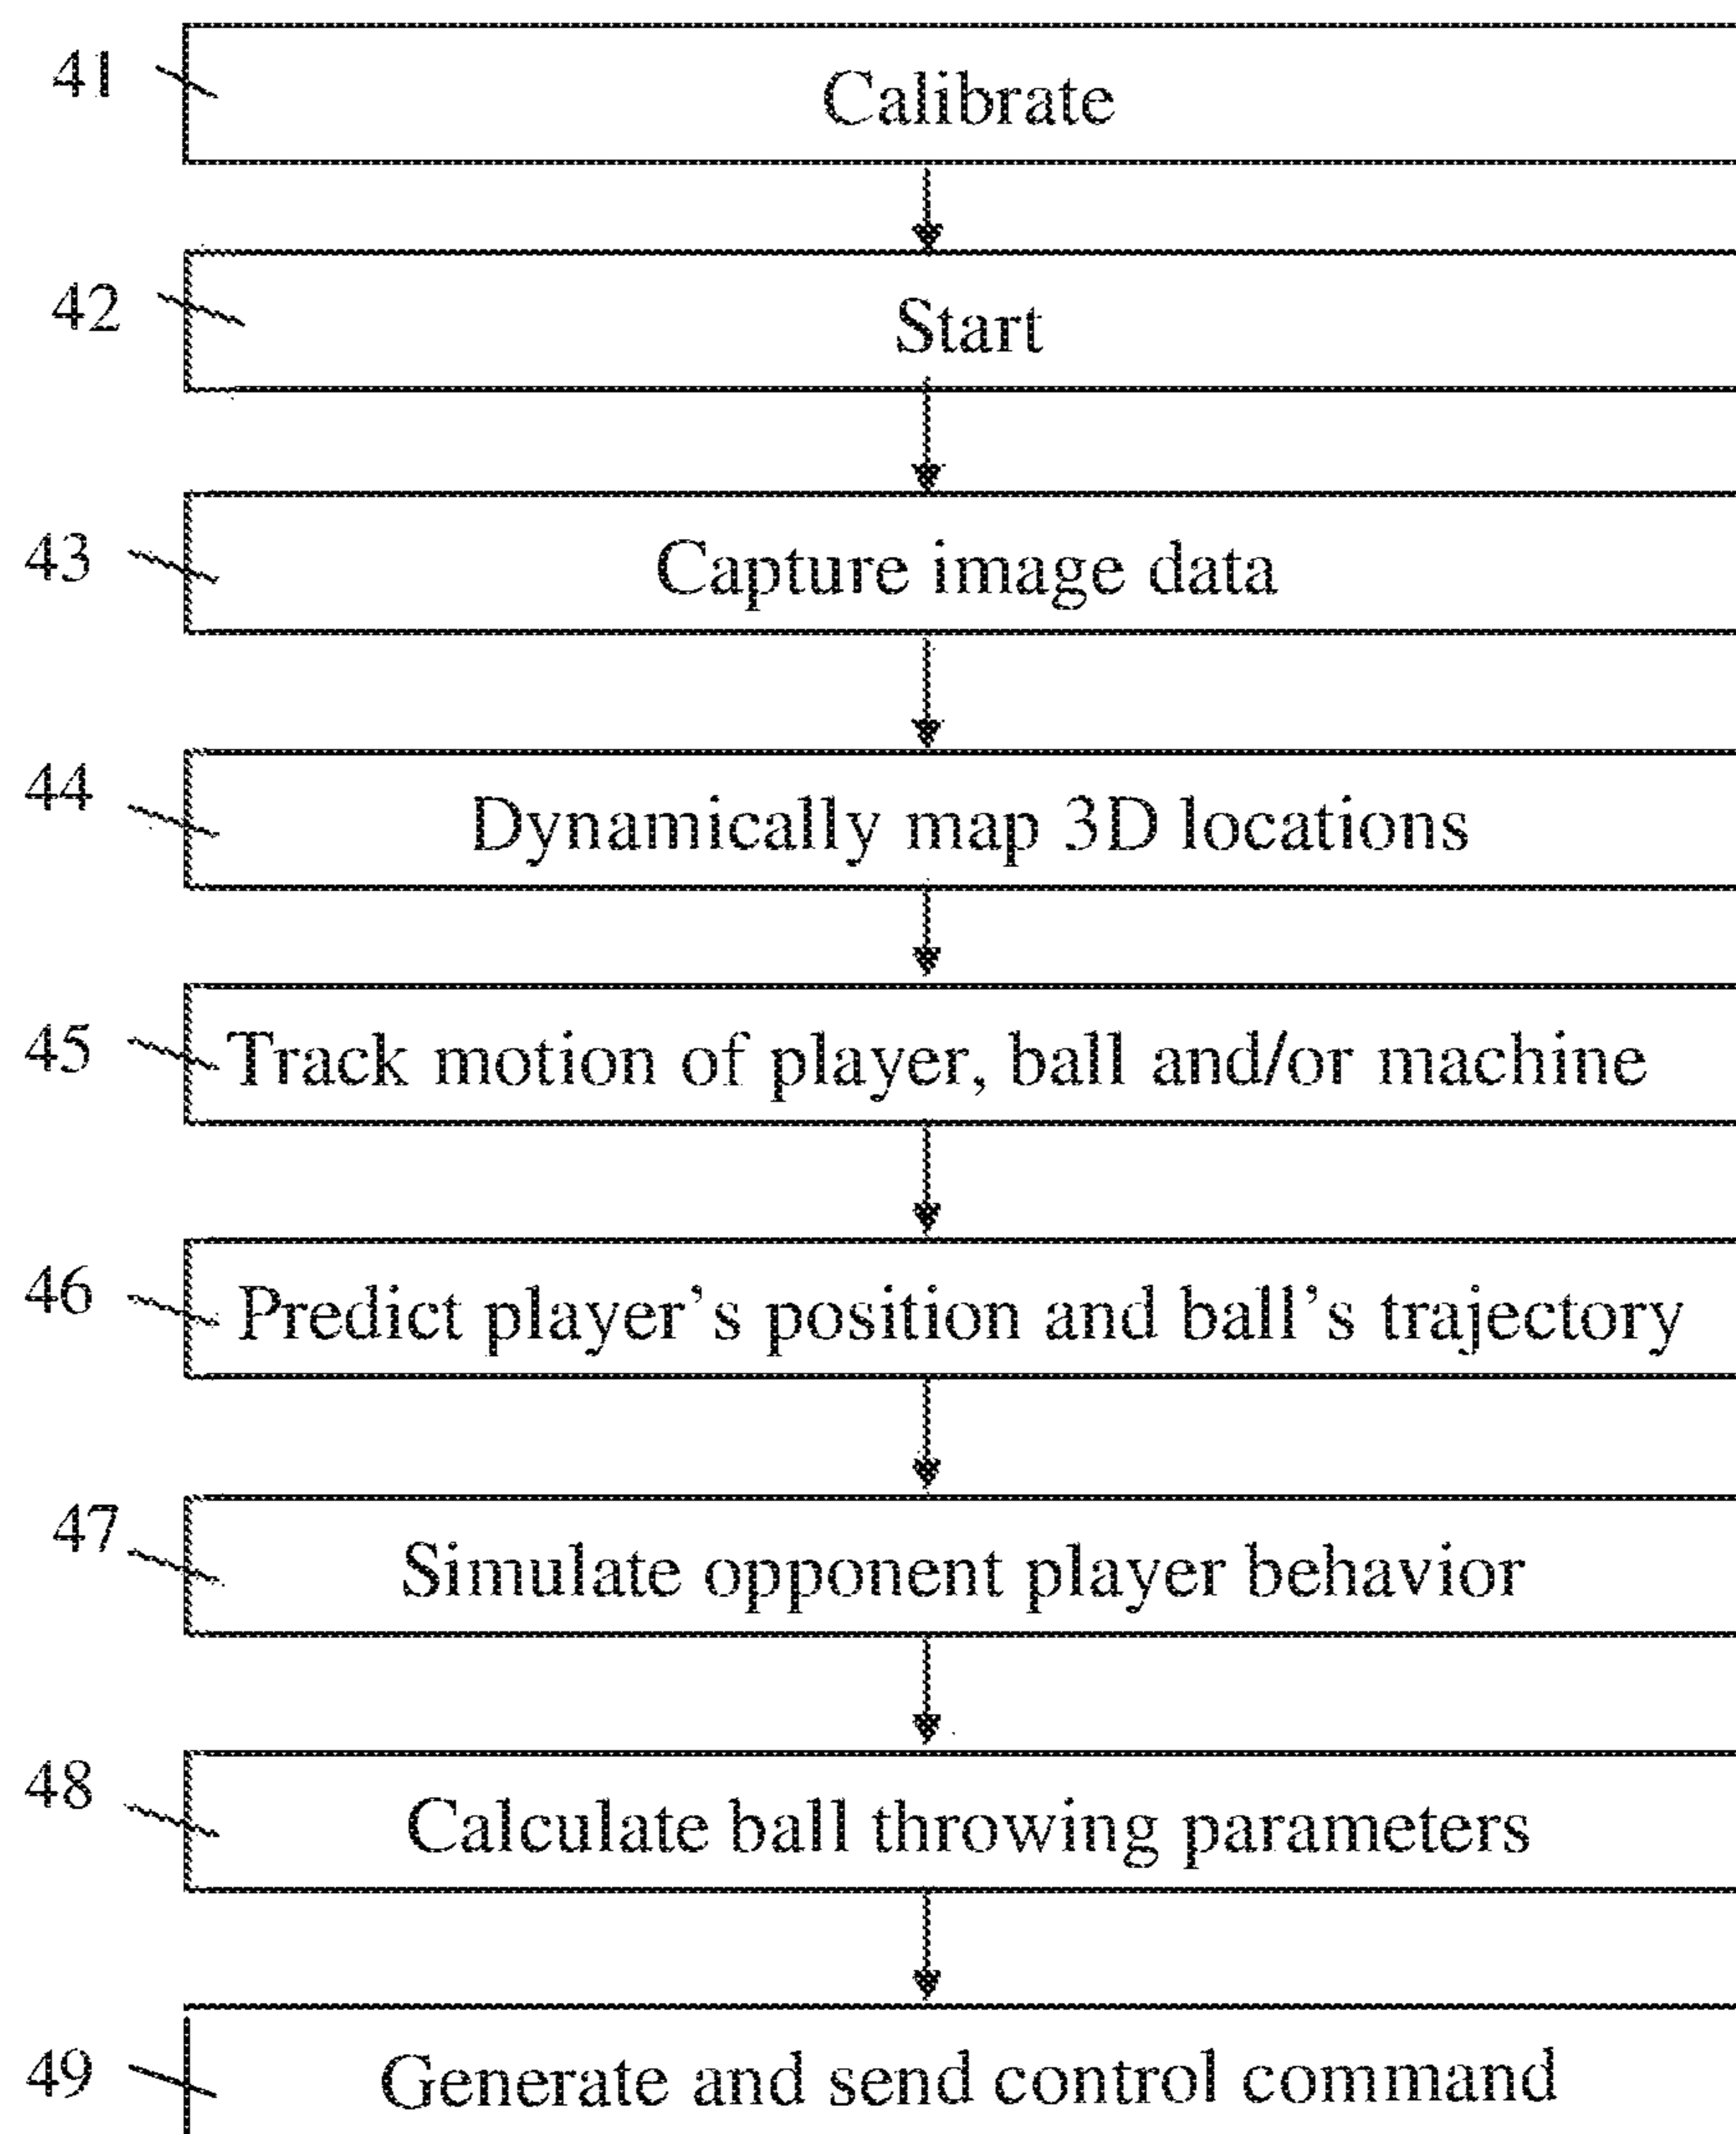 41 Calibrate
42 Start
43 Capture image data
44 Dynamically map 3D locations
45 Track motion of player, ball and/or machine
46 Predict player's position and ball's trajectory
47 Simulate opponent player behavior
48 Calculate ball throwing parameters
49 Generate and send control command